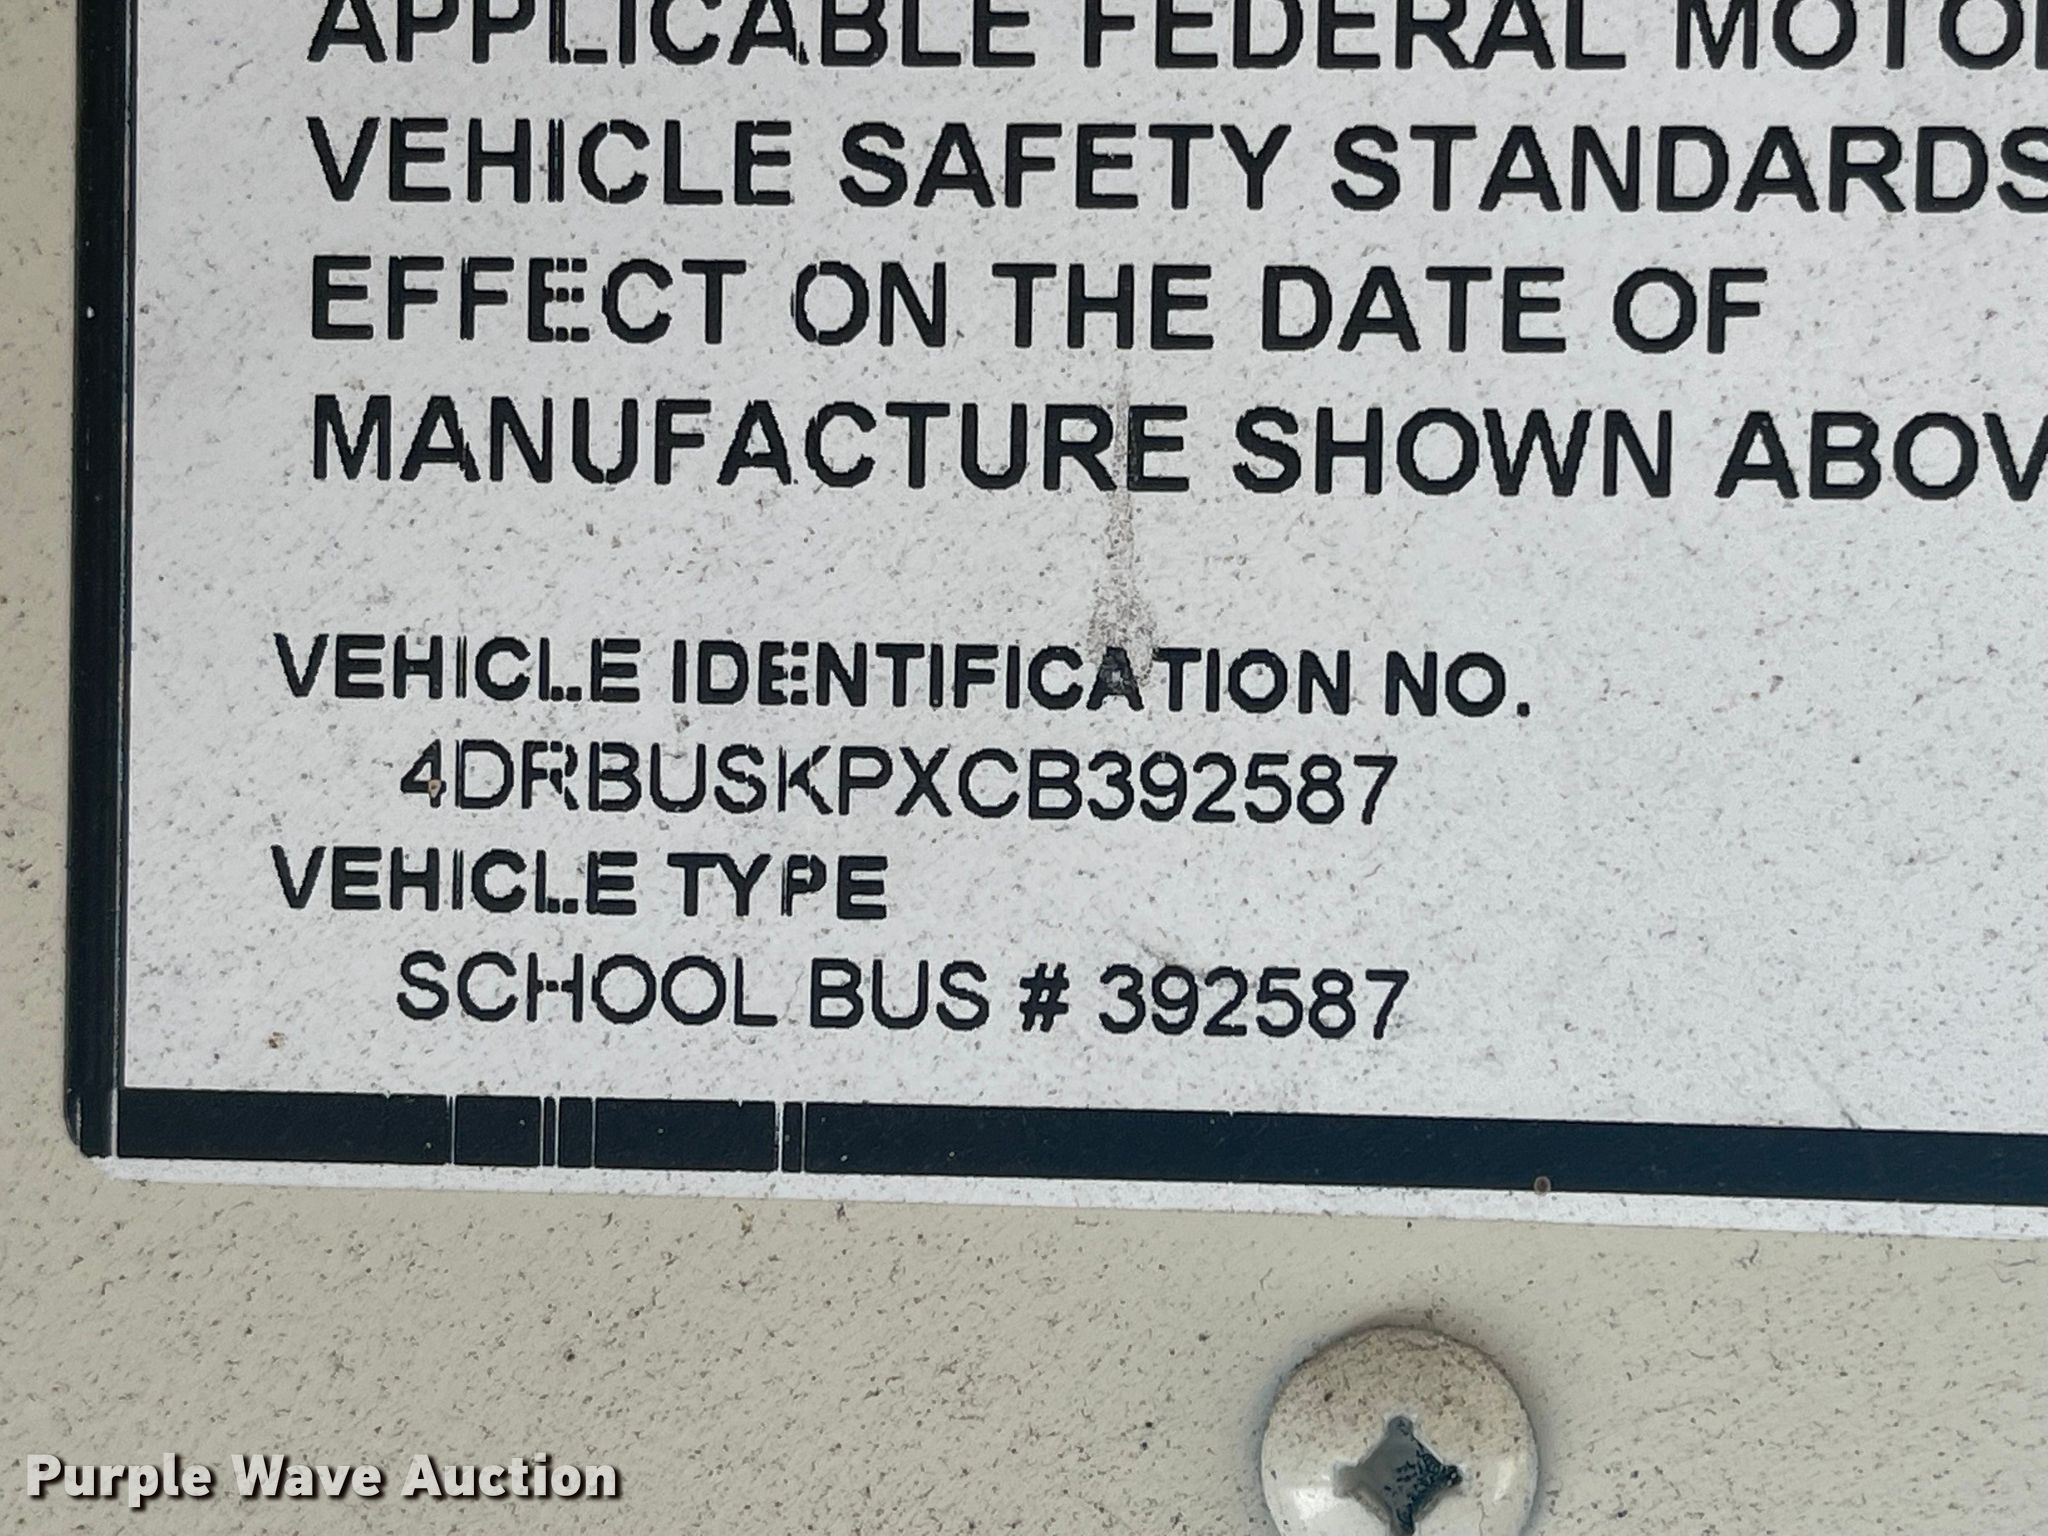 APPLICABLE FEDERAL MOTOR
VEHICLE SAFETY STANDARDS
EFFECT ON THE DATE OF
MANUFACTURE SHOWN ABOV
VEHICLE IDENTIFICATION NO.
4DRBUSKPXCB392587
VEHICLE TYPE
SCHOOL BUS # 392587
Purple Wave Auction